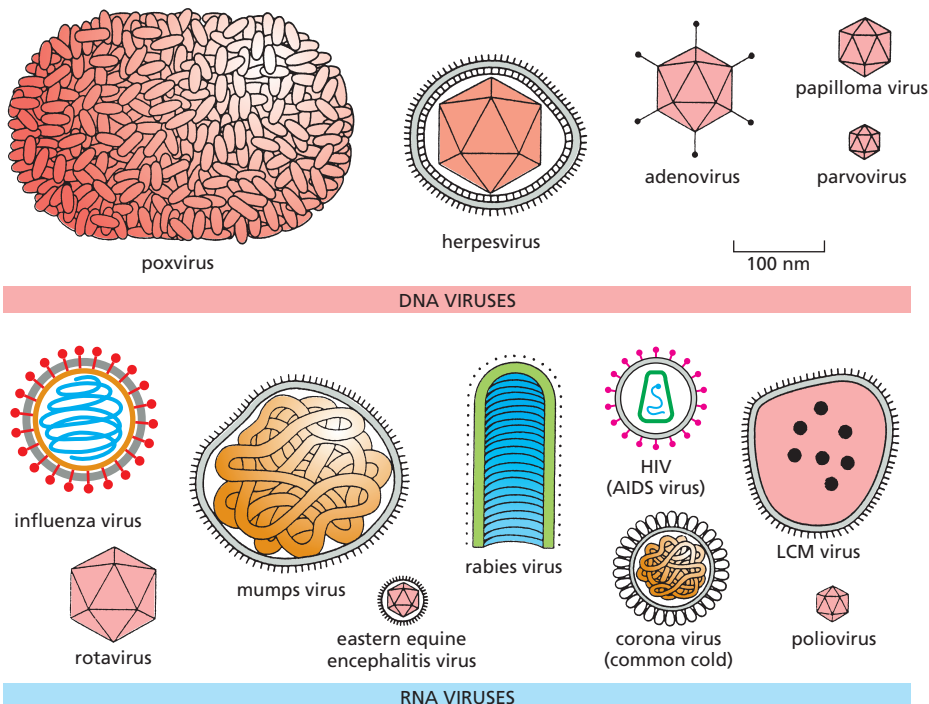 papilloma virus
adenovirus
parvovirus
herpesvirus
poxvirus
100 nm
DNA VIRUSES
HIV
(AIDS virus)
influenza virus
LCM virus
rabies virus
mumps virus
eastern equine
encephalitis virus
corona virus
(common cold)
poliovirus
rotavirus
RNA VIRUSES